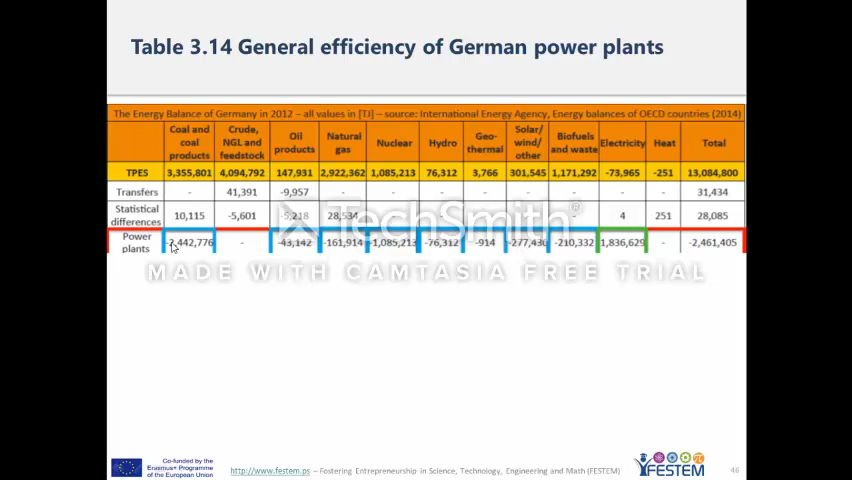 Table 3.14 General efficiency of German power plants
The Energy Balance of Germany in 2012 – all values in [TJ] – source: International Energy Agency, Energy balances of OECD countries (2014)
Coal and coal products Crude, NGL and feedstock Oil products Natural gas Nuclear Hydro Geo-thermal Solar/wind/other Biofuels and waste Electricity Heat Total
TPES 3,355,801 4,094,792 147,931 2,922,362 1,085,213 76,312 3,766 301,545 1,171,292 -73,965 -251 13,084,800
Transfers - 41,391 -9,957 - - - - - - - - 31,434
Statistical differences 10,115 -5,601 -5,218 28,534 - - - - - 4 251 28,085
Power plants -2,442,776 - -43,142 -161,914 -1,085,213 -76,312 -914 -277,430 -210,332 1,836,629 - -2,461,405
TechSmith®
MADE WITH CAMTASIA FREE TRIAL
Co-funded by the
Erasmus+ Programme
of the European Union
http://www.festem.ps – Fostering Entrepreneurship in Science, Technology, Engineering and Math (FESTEM)
FESTEM
46